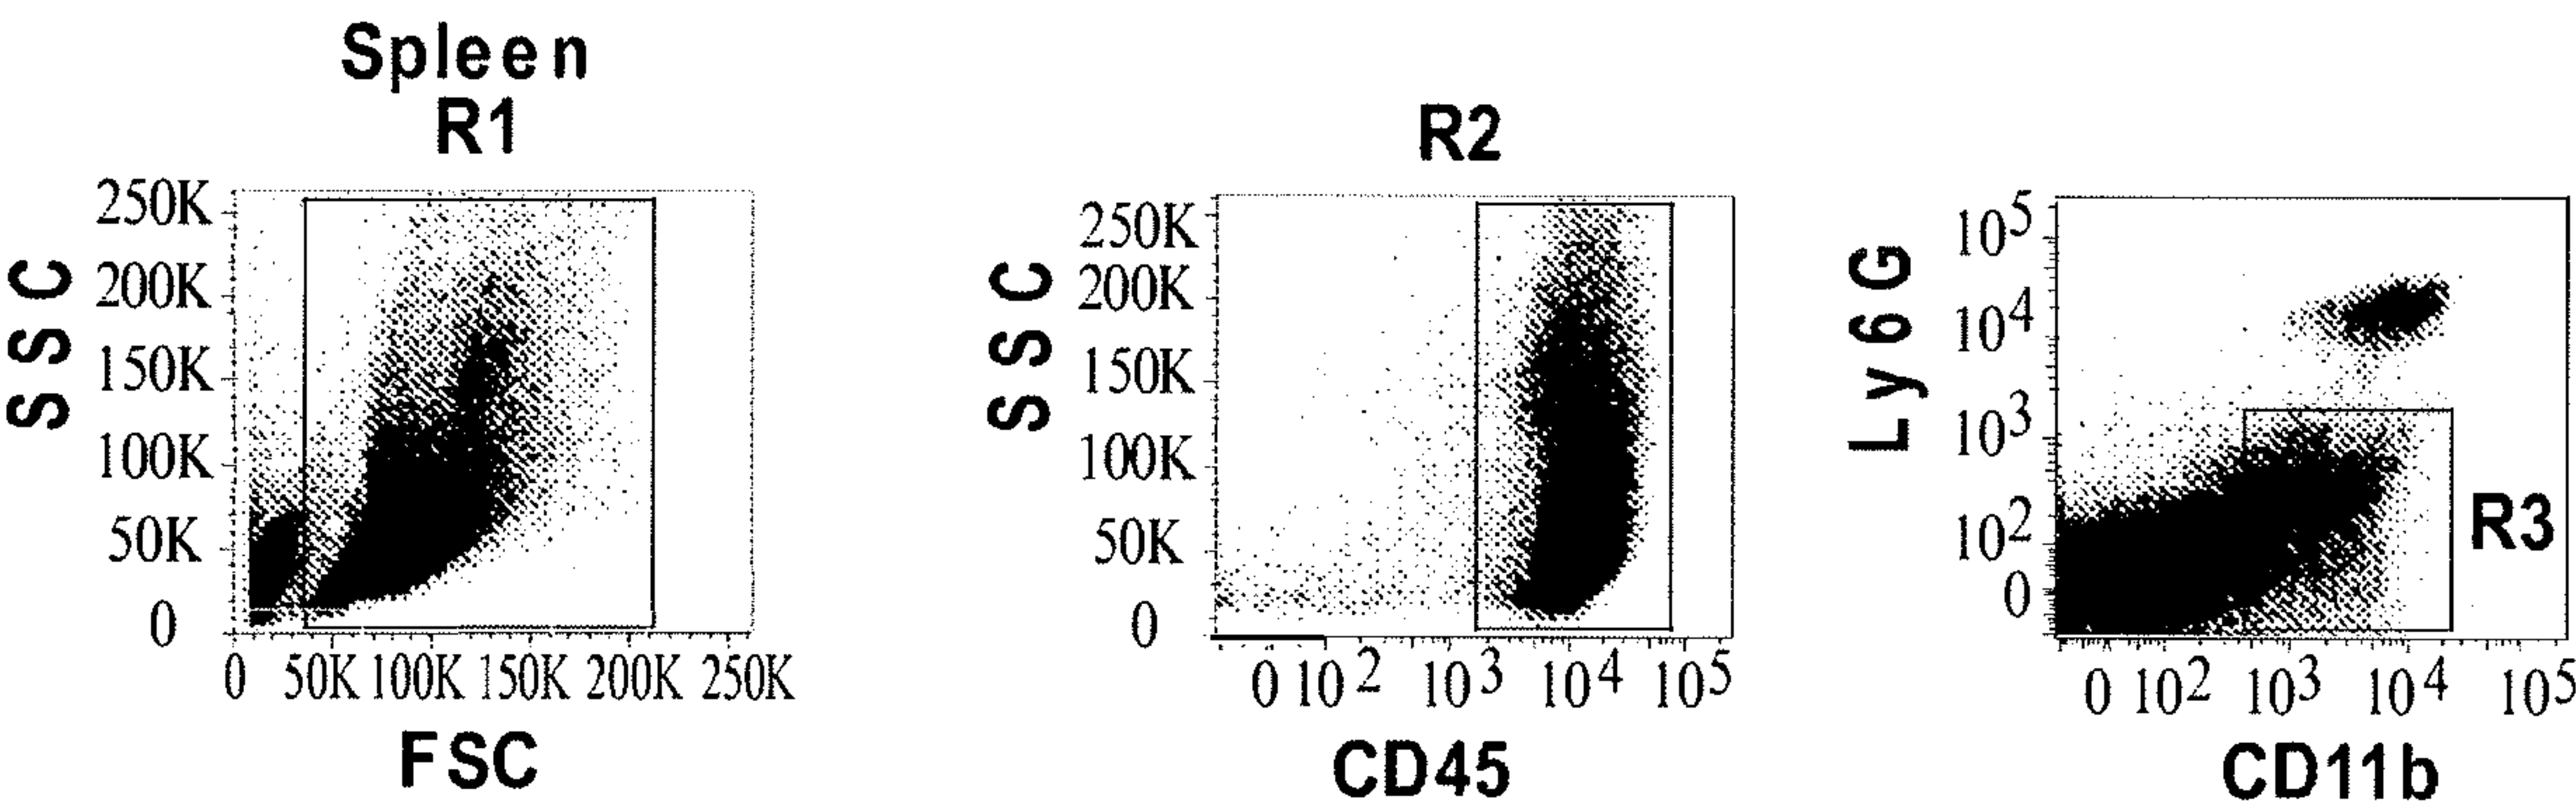 Spleen
R1
SSC
250K
200K
150K
100K
50K
0
0 50K 100K 150K 200K 250K
FSC
R2
SSC
250K
200K
150K
100K
50K
0
0 10² 10³ 10⁴ 10⁵
CD45
Ly6G
10⁵
10⁴
10³
10²
0
R3
0 10² 10³ 10⁴ 10⁵
CD11b